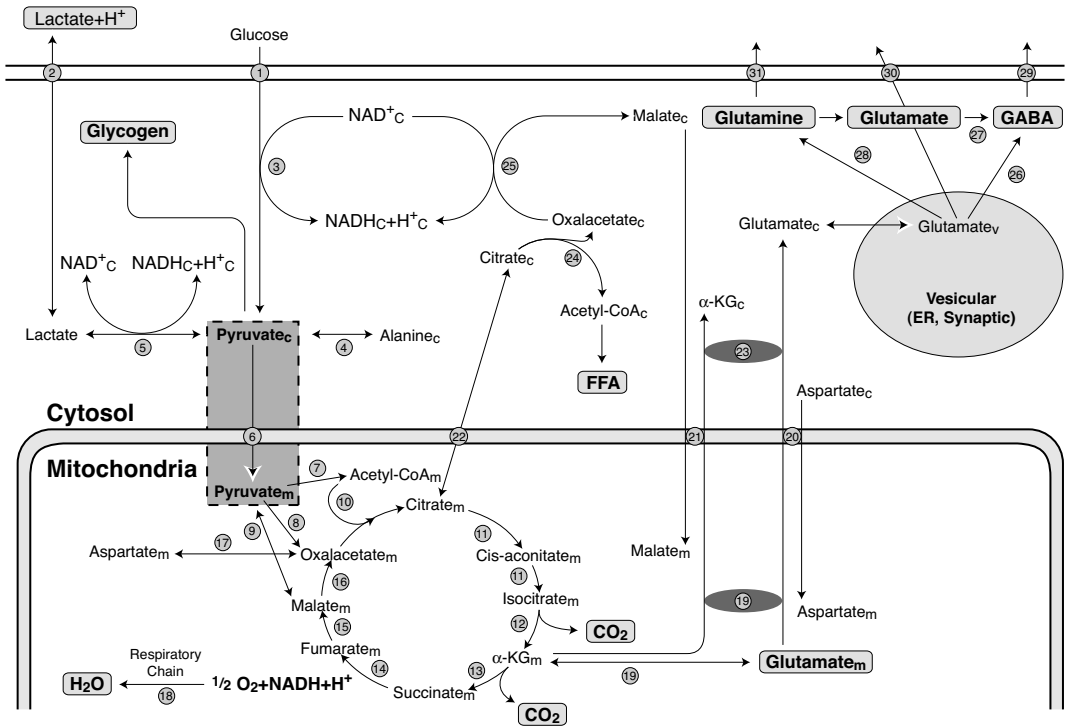 Lactate+H⁺
Glucose
2
1
31
30
29
NAD⁺C
Malatec
Glutamine
Glutamate
GABA
Glycogen
27
3
25
28
26
NADHC+H⁺C
Oxalacetatec
Glutamatec
Glutamatev
Citratec
24
NAD⁺C
NADHC+H⁺C
α-KGc
Vesicular
(ER, Synaptic)
Acetyl-CoAc
Lactate
5
Pyruvatec
4
Alaninec
23
FFA
Aspartatec
Cytosol
6
22
21
20
Mitochondria
7
Acetyl-CoAm
Pyruvatem
10
Citratem
9
8
11
17
Aspartatem
Oxalacetatem
Cis-aconitatem
Malatem
16
11
Isocitratem
Malatem
19
Aspartatem
15
12
CO2
Fumaratem
α-KGm
Glutamatem
14
13
19
Respiratory
Chain
H2O
18
1/2 O2+NADH+H⁺
Succinatem
CO2